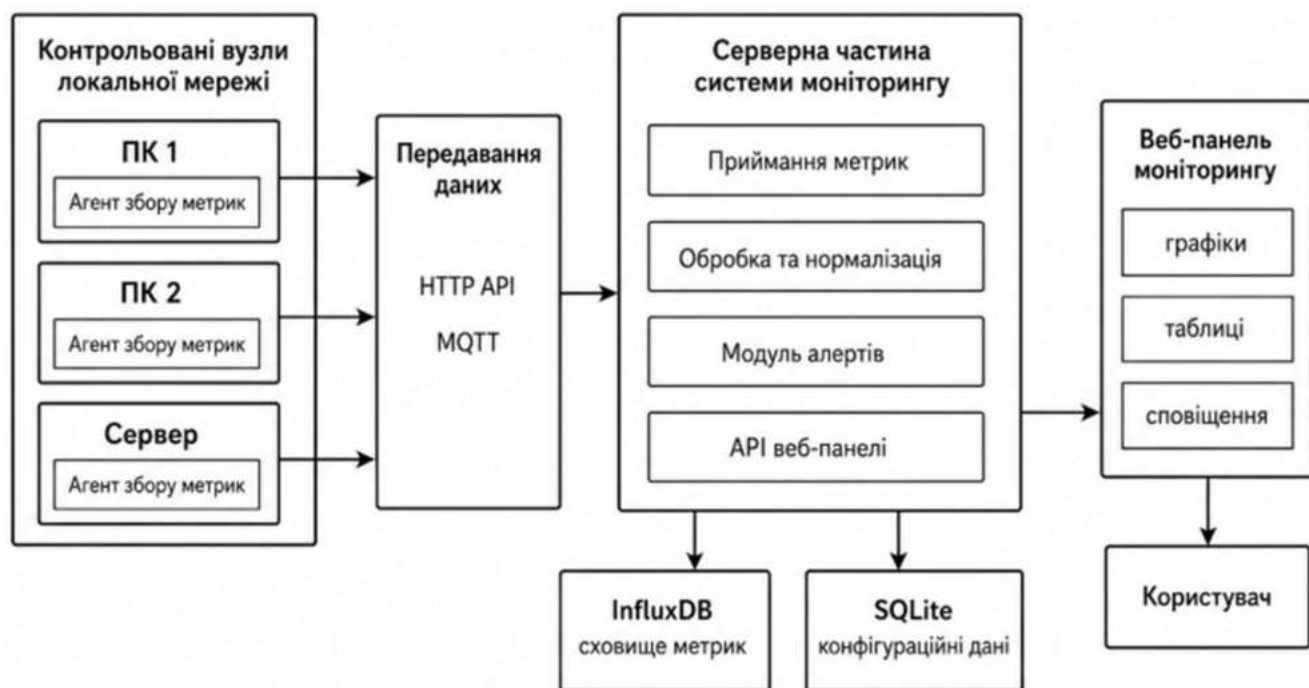 Контрольовані вузли
локальної мережі
ПК 1
Агент збору метрик
ПК 2
Агент збору метрик
Сервер
Агент збору метрик
Передавання
даних
HTTP API
MQTT
Серверна частина
системи моніторингу
Приймання метрик
Обробка та нормалізація
Модуль алертів
API веб-панелі
InfluxDB
сховище метрик
SQLite
конфігураційні дані
Веб-панель
моніторингу
графіки
таблиці
сповіщення
Користувач